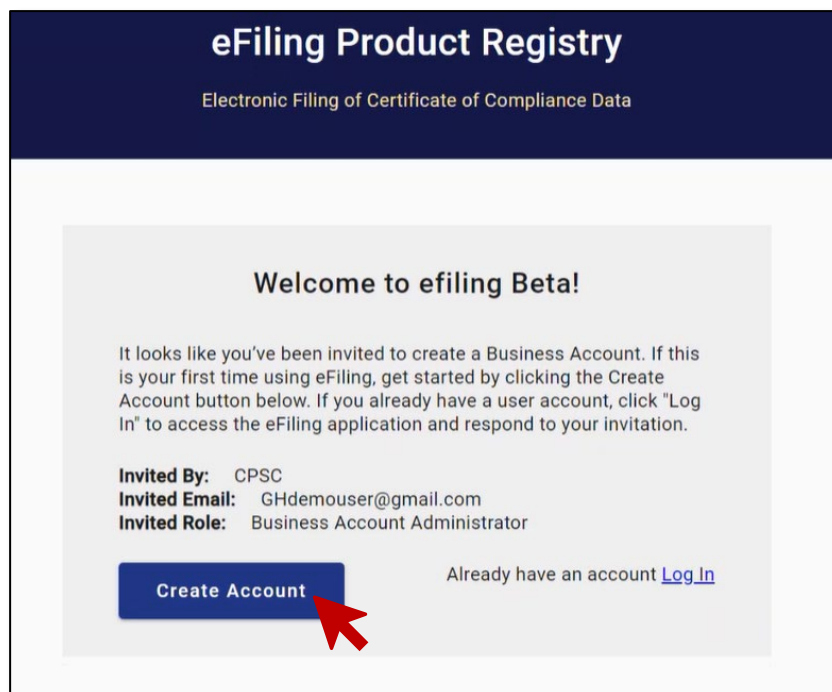 eFiling Product Registry
Electronic Filing of Certificate of Compliance Data
Welcome to efiling Beta!
It looks like you've been invited to create a Business Account. If this
is your first time using eFiling, get started by clicking the Create
Account button below. If you already have a user account, click "Log
In" to access the eFiling application and respond to your invitation.
Invited By: CPSC
Invited Email: GHdemouser@gmail.com
Invited Role: Business Account Administrator
Create Account
Already have an account Log In